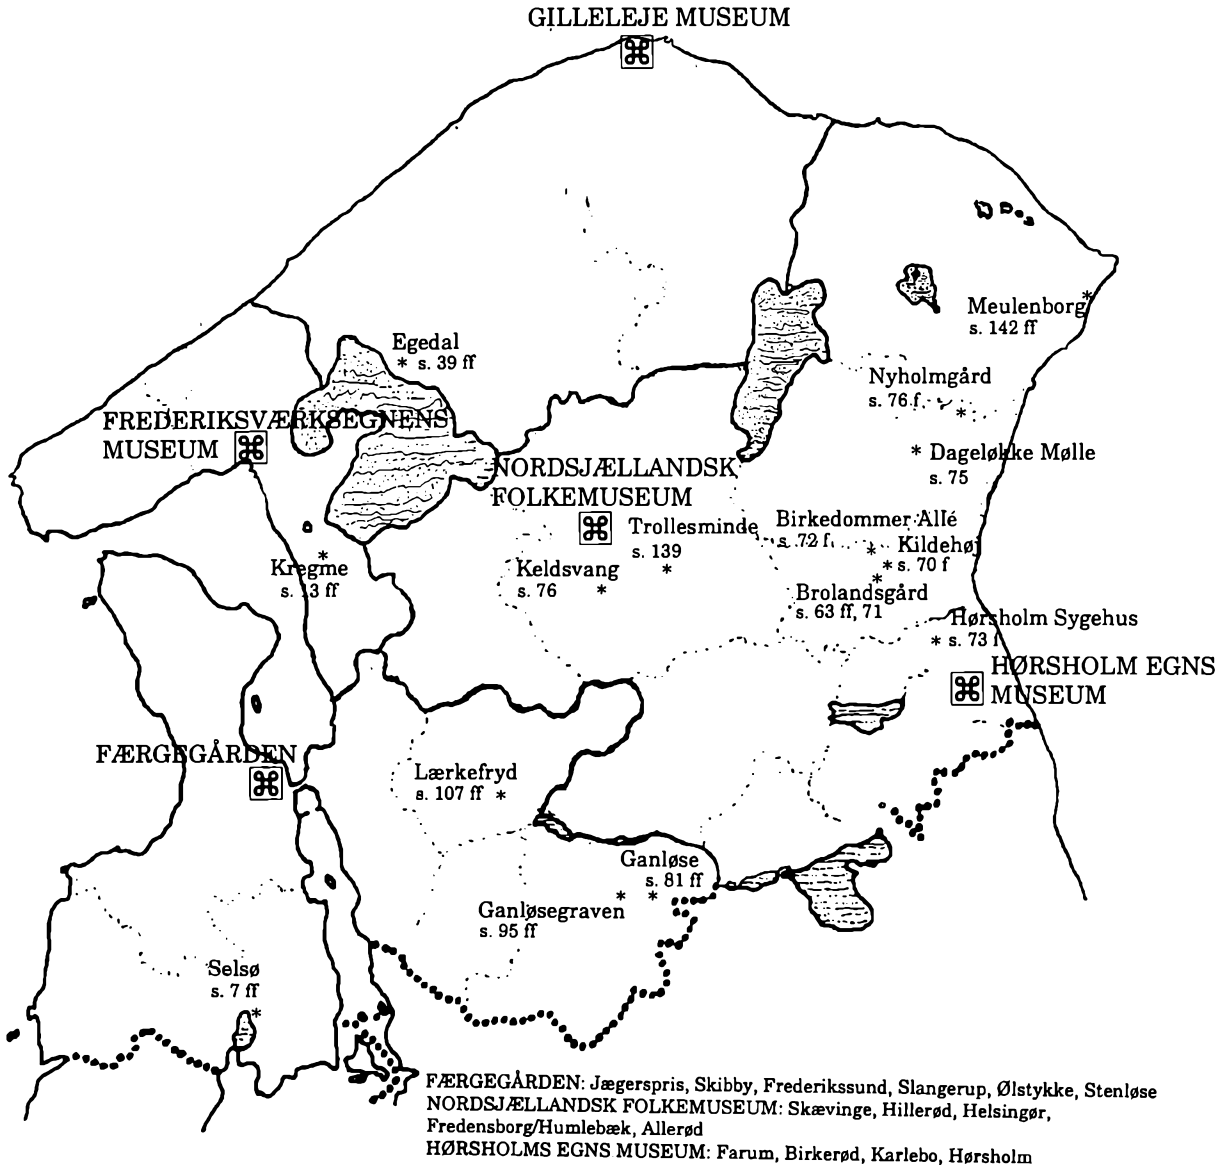 GILLELEJE MUSEUM
Meulenborg
s. 142 ff
Egedal
* s. 39 ff
Nyholmgård
s. 76 f.
FREDERIKSVÆRKSEGNENS
MUSEUM
* Dageløkke Mølle
s. 75
NORDSJÆLLANDSK
FOLKEMUSEUM
Trollesminde
s. 139
Birkedommer Allé
s. 72 f.
Kildehøj
* s. 70 f
Kregme
s. 13 ff
Keldsvang
s. 76
Brolandsgård
s. 63 ff, 71
Hørsholm Sygehus
* s. 73 f
HØRSHOLM EGNS
MUSEUM
FÆRGEGÅRDEN
Lærkefryd
s. 107 ff *
Ganløse
s. 81 ff
Ganløsegraven
s. 95 ff
Selsø
s. 7 ff
FÆRGEGÅRDEN: Jægerspris, Skibby, Frederikssund, Slangerup, Ølstykke, Stenløse
NORDSJÆLLANDSK FOLKEMUSEUM: Skævinge, Hillerød, Helsingør,
Fredensborg/Humlebæk, Allerød
HØRSHOLMS EGNS MUSEUM: Farum, Birkerød, Karlebo, Hørsholm